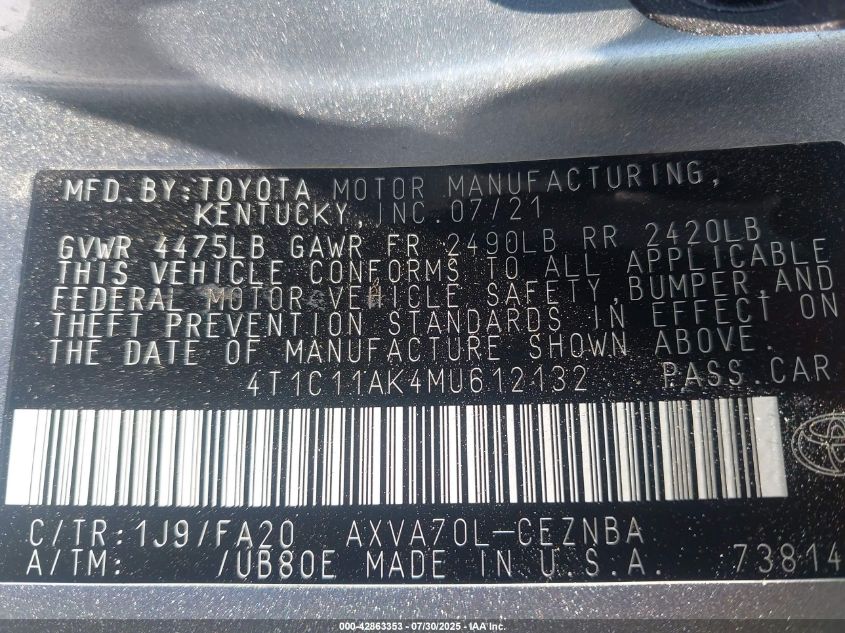 MFD.BY:TOYOTA MOTOR MANUFACTURING,
KENTUCKY,INC.07/21
GVWR 4475LB GAWR FR 2490LB RR 2420LB
THIS VEHICLE CONFORMS TO ALL APPLICABLE
FEDERAL MOTOR VEHICLE SAFETY,BUMPER,AND
THEFT PREVENTION STANDARDS IN EFFECT ON
THE DATE OF MANUFACTURE SHOWN ABOVE.
4T1C11AK4MU612132 PASS.CAR
C/TR:1J9/FA20 AXVA70L-CEZNBA
A/TM: /UB80E MADE IN U.S.A. 73814
000-42863353 - 07/30/2025 - IAA Inc.